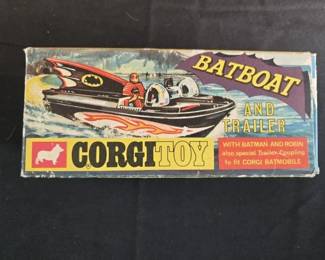 BATBOAT
AND
TRAILER
CORGI TOY
WITH BATMAN AND ROBIN
also special Trailer Coupling
to fit CORGI BATMOBILE